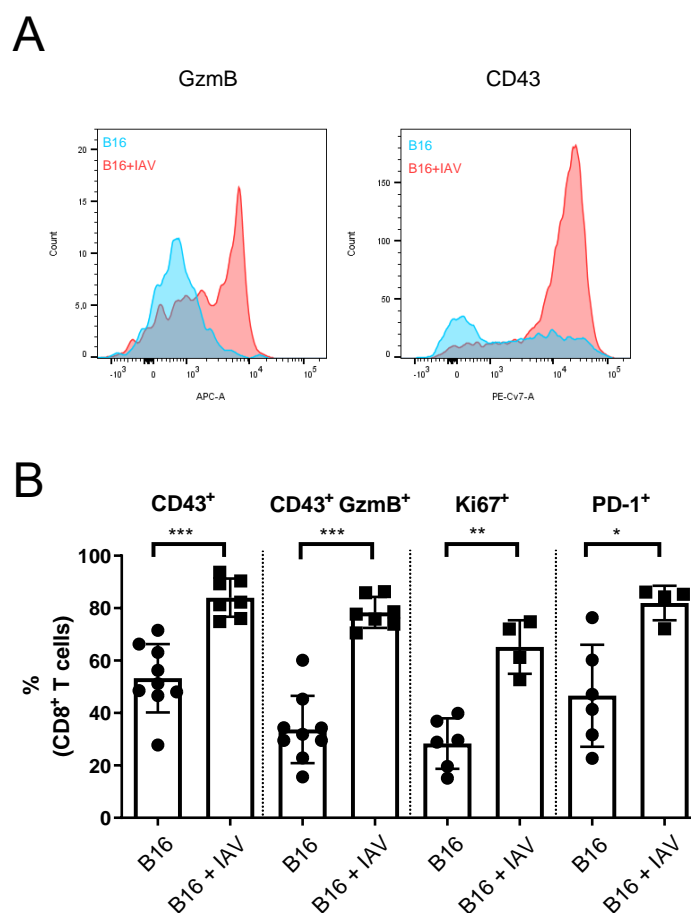 A
GzmB
CD43
B16
B16+IAV
20
15
10
5,0
0
Count
-10³ 0 10³ 10⁴ 10⁵
APC-A
B16
B16+IAV
150
100
50
0
Count
-10³ 0 10³ 10⁴ 10⁵
PE-Cy7-A
B
CD43⁺ CD43⁺ GzmB⁺ Ki67⁺ PD-1⁺
*** *** ** *
100
80
60
40
20
0
%
(CD8⁺ T cells)
B16 B16 + IAV B16 B16 + IAV B16 B16 + IAV B16 B16 + IAV